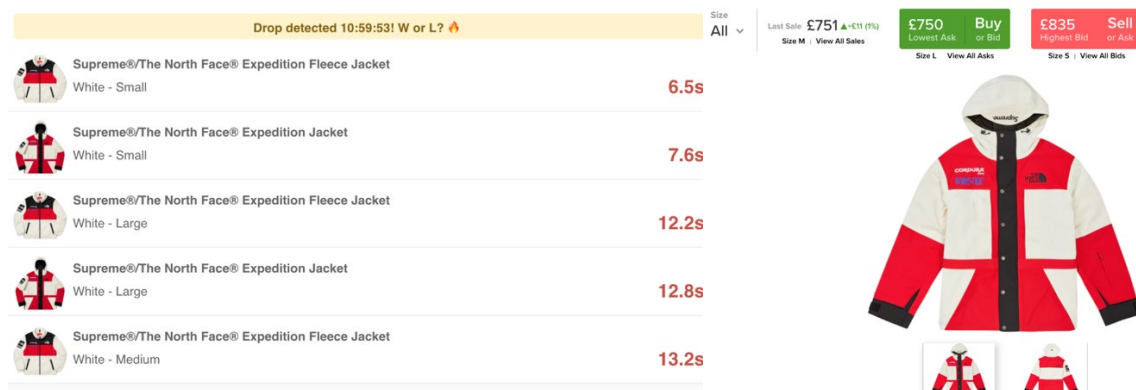 Drop detected 10:59:53! W or L? 🔥
Supreme®/The North Face® Expedition Fleece Jacket
White - Small
6.5s
Supreme®/The North Face® Expedition Jacket
White - Small
7.6s
Supreme®/The North Face® Expedition Fleece Jacket
White - Large
12.2s
Supreme®/The North Face® Expedition Jacket
White - Large
12.8s
Supreme®/The North Face® Expedition Fleece Jacket
White - Medium
13.2s
Size
All
Last Sale £751 ▲+£11 (1%)
Size M | View All Sales
£750 Buy
Lowest Ask or Bid
Size L View All Asks
£835 Sell
Highest Bid or Ask
Size S | View All Bids
Supreme
CORDURA